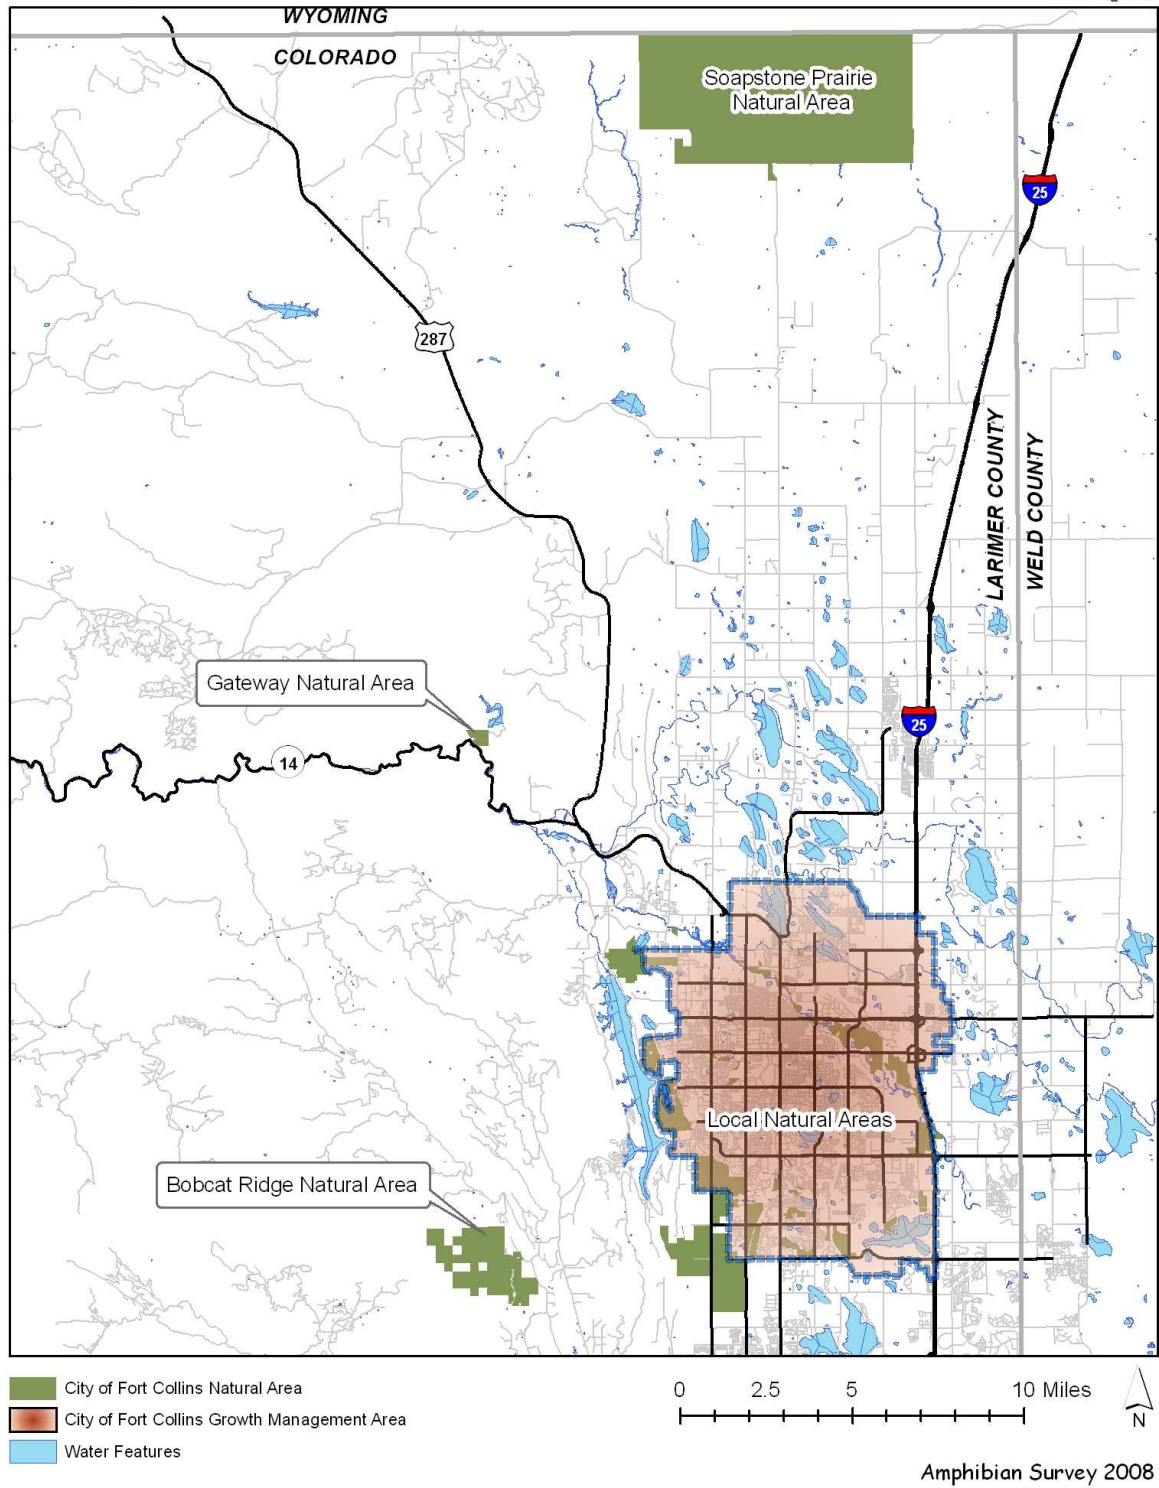 WYOMING
COLORADO
Soapstone Prairie
Natural Area
25
287
LARIMER COUNTY
WELD COUNTY
Gateway Natural Area
25
14
Local Natural Areas
Bobcat Ridge Natural Area
City of Fort Collins Natural Area
City of Fort Collins Growth Management Area
Water Features
0 2.5 5 10 Miles
N
Amphibian Survey 2008